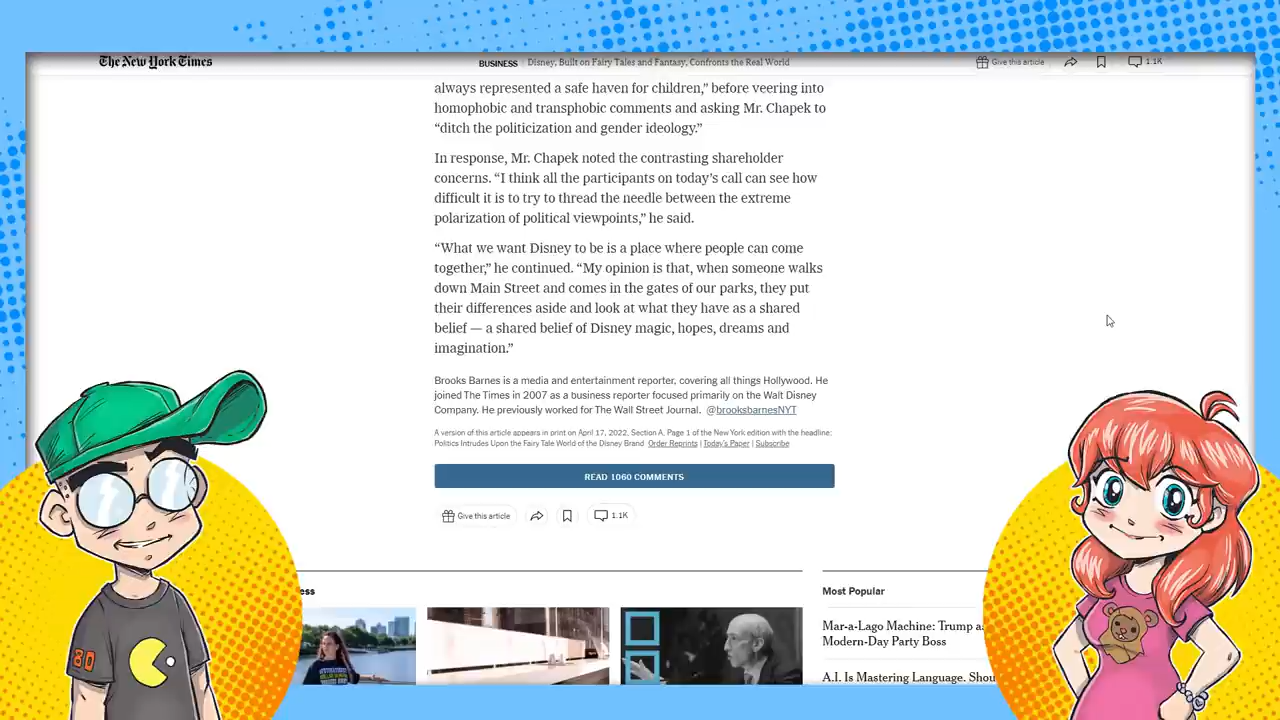 The New York Times
BUSINESS | Disney, Built on Fairy Tales and Fantasy, Confronts the Real World
Give this article
1.1K
always represented a safe haven for children,” before veering into
homophobic and transphobic comments and asking Mr. Chapek to
“ditch the politicization and gender ideology.”
In response, Mr. Chapek noted the contrasting shareholder
concerns. “I think all the participants on today’s call can see how
difficult it is to try to thread the needle between the extreme
polarization of political viewpoints,” he said.
“What we want Disney to be is a place where people can come
together,” he continued. “My opinion is that, when someone walks
down Main Street and comes in the gates of our parks, they put
their differences aside and look at what they have as a shared
belief — a shared belief of Disney magic, hopes, dreams and
imagination.”
Brooks Barnes is a media and entertainment reporter, covering all things Hollywood. He
joined The Times in 2007 as a business reporter focused primarily on the Walt Disney
Company. He previously worked for The Wall Street Journal. @brooksbarnesNYT
A version of this article appears in print on April 17, 2022, Section A, Page 1 of the New York edition with the headline:
Politics Intrudes Upon the Fairy Tale World of the Disney Brand Order Reprints | Today’s Paper | Subscribe
READ 1060 COMMENTS
Give this article
1.1K
ess
Most Popular
Mar-a-Lago Machine: Trump a
Modern-Day Party Boss
A.I. Is Mastering Language. Shou
80